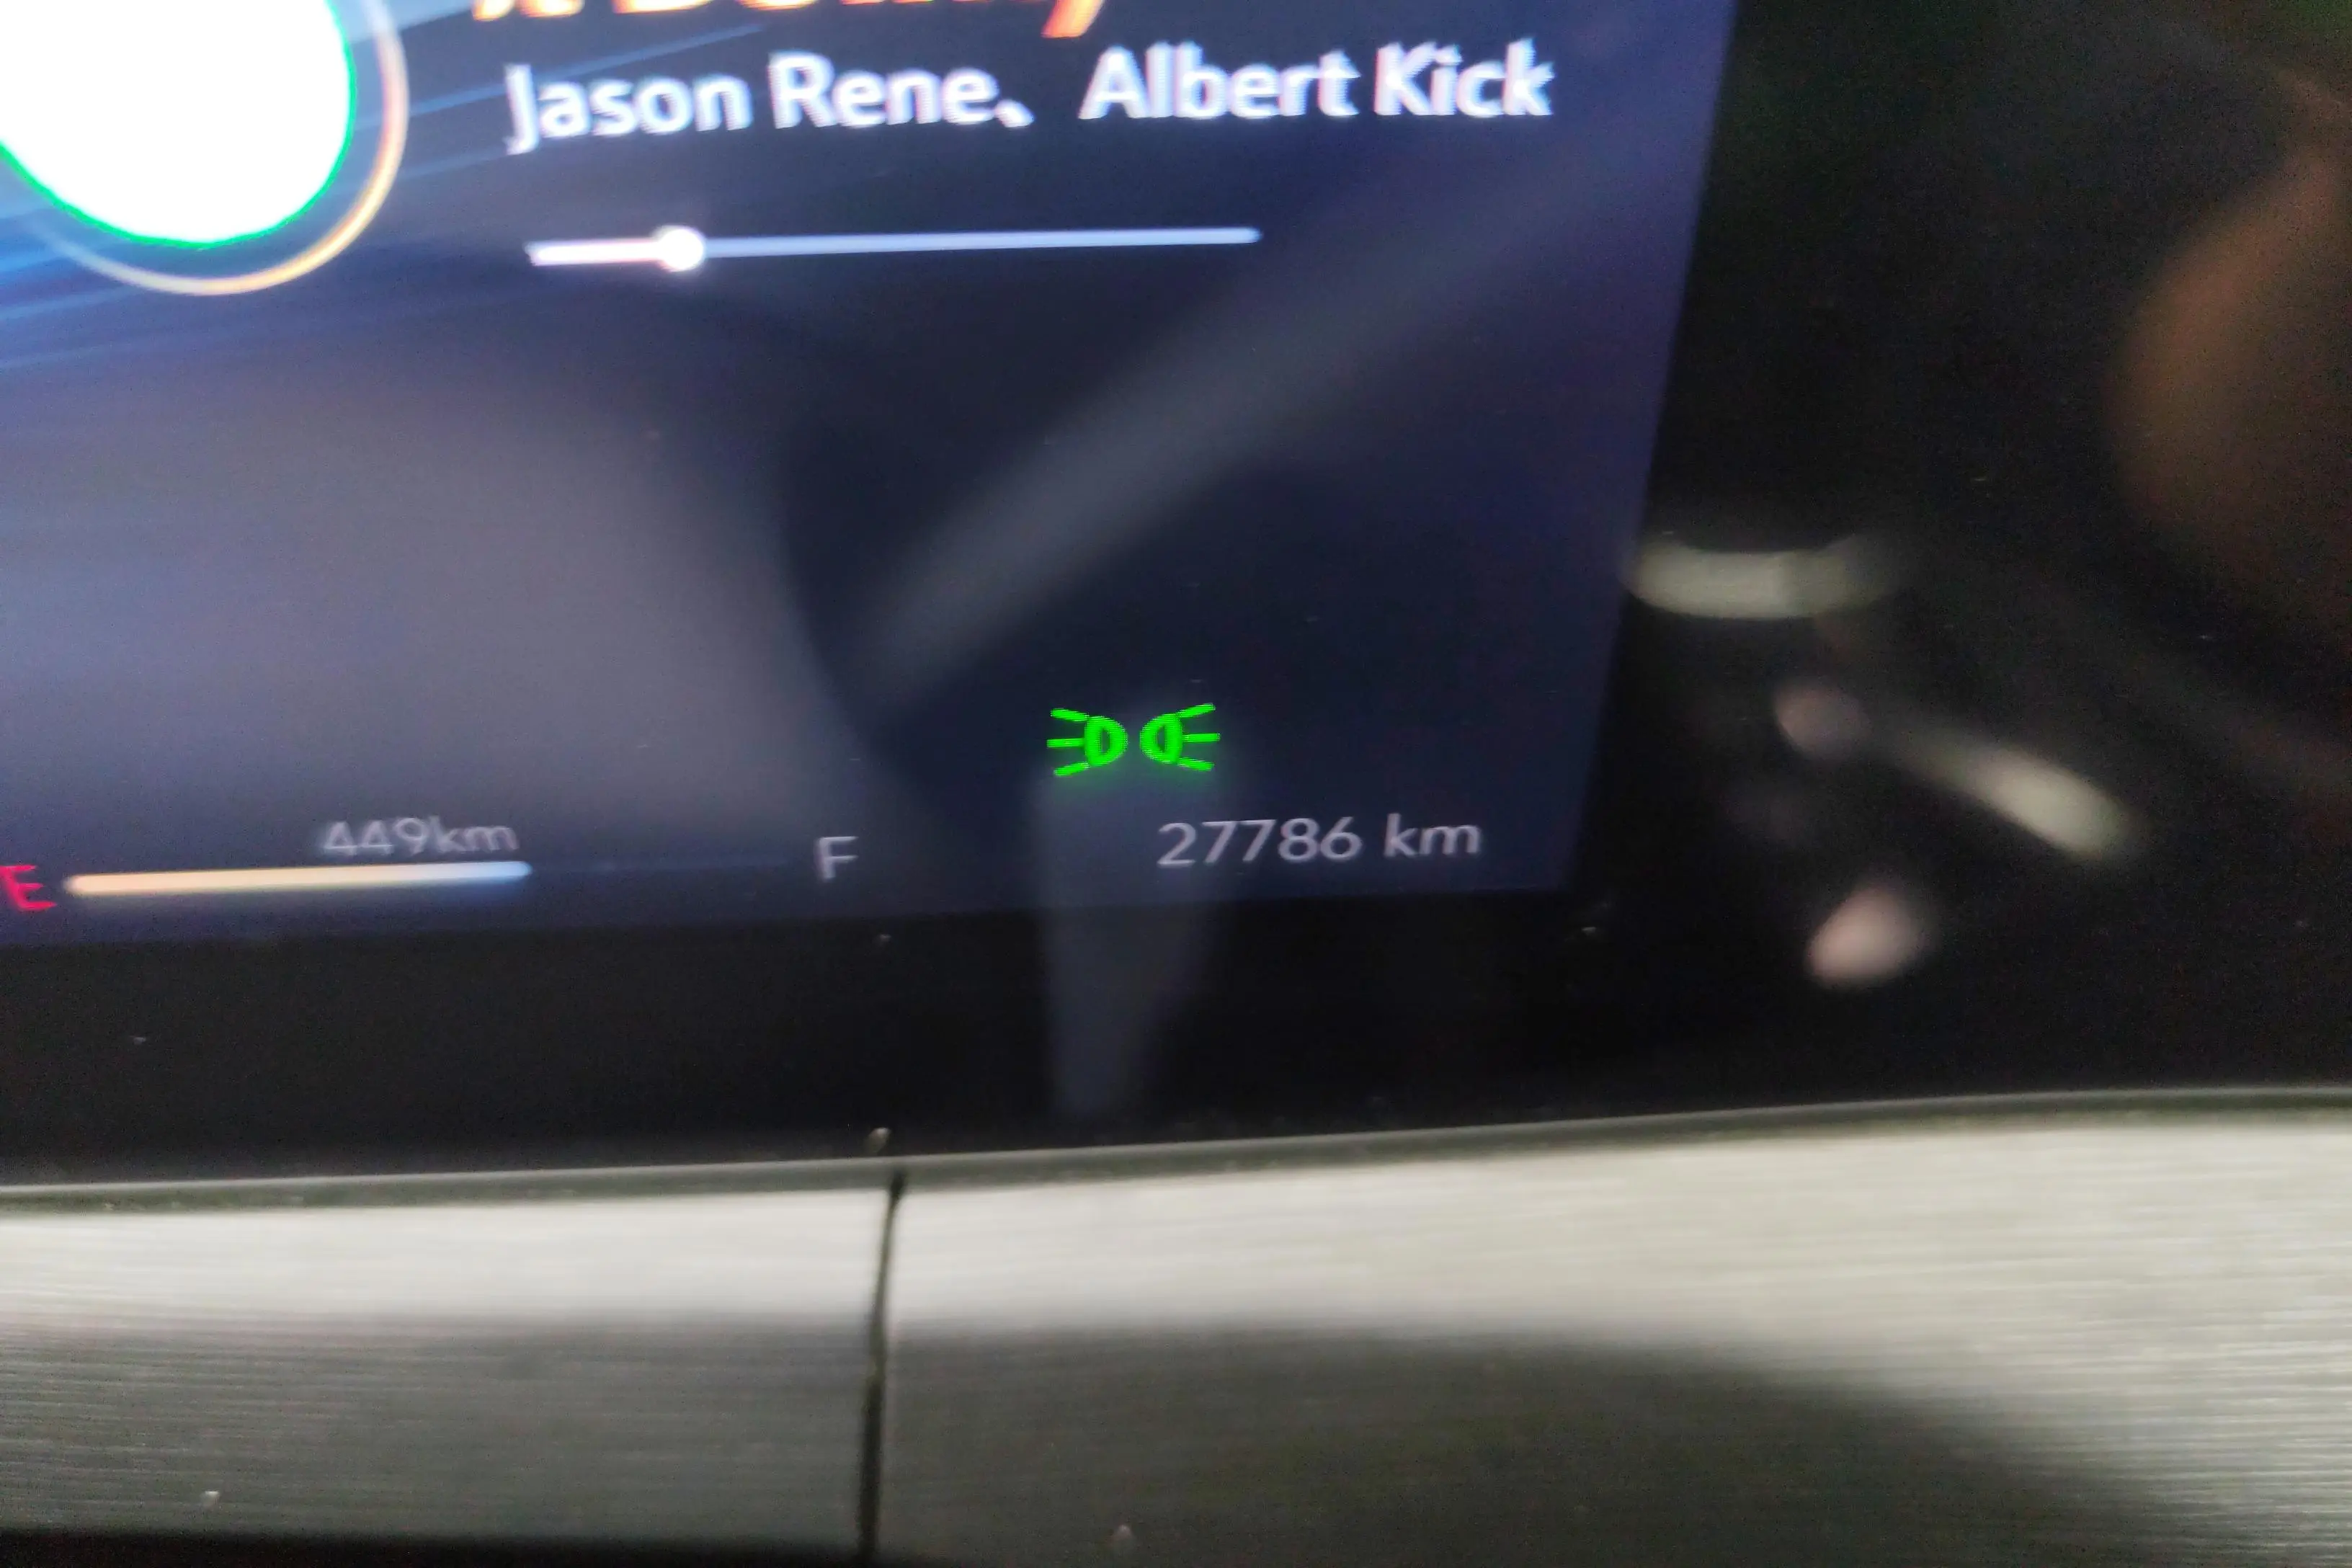 Jason Rene、Albert Kick
449km
E F
27786 km